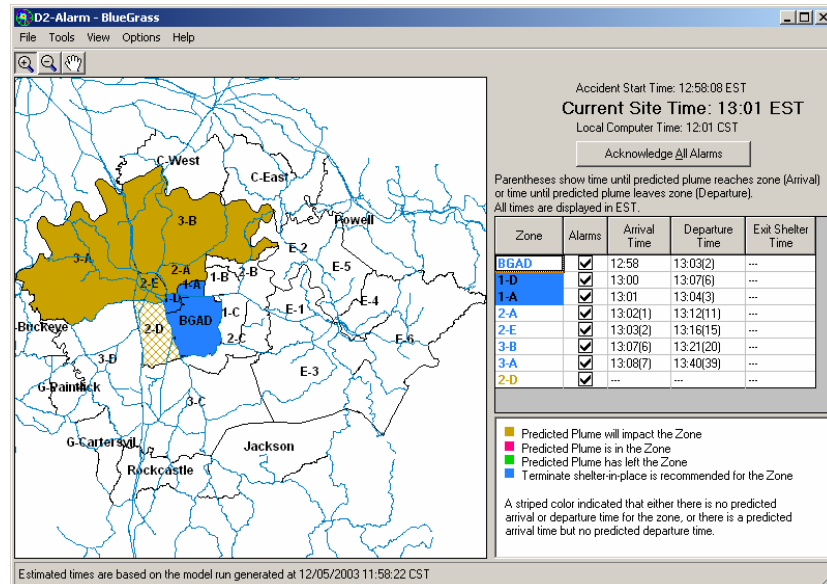 D2-Alarm - BlueGrass
File Tools View Options Help
Accident Start Time: 12:58:08 EST
Current Site Time: 13:01 EST
Local Computer Time: 12:01 CST
Acknowledge All Alarms
Parentheses show time until predicted plume reaches zone (Arrival)
or time until predicted plume leaves zone (Departure).
All times are displayed in EST.
Zone Alarms Arrival Time Departure Time Exit Shelter Time
BGAD 12:58 13:03(2) ---
1-D 13:00 13:07(6) ---
1-A 13:01 13:04(3) ---
2-A 13:02(1) 13:12(11) ---
2-E 13:03(2) 13:16(15) ---
3-B 13:07(6) 13:21(20) ---
3-A 13:08(7) 13:40(39) ---
2-D --- --- ---
Predicted Plume will impact the Zone
Predicted Plume is in the Zone
Predicted Plume has left the Zone
Terminate shelter-in-place is recommended for the Zone
A striped color indicated that either there is no predicted
arrival or departure time for the zone, or there is a predicted
arrival time but no predicted departure time.
C-West
C-East
3-B
Powell
E-2
3-A
2-A
2-B
E-5
2-E
1-A
1-B
E-4
1-D
BGAD
1-C
E-1
-Buckeye
2-D
2-C
E-6
3-D
E-3
G-Paintlick
3-C
G-Cartersvil.
Jackson
Rockcastle
Estimated times are based on the model run generated at 12/05/2003 11:58:22 CST